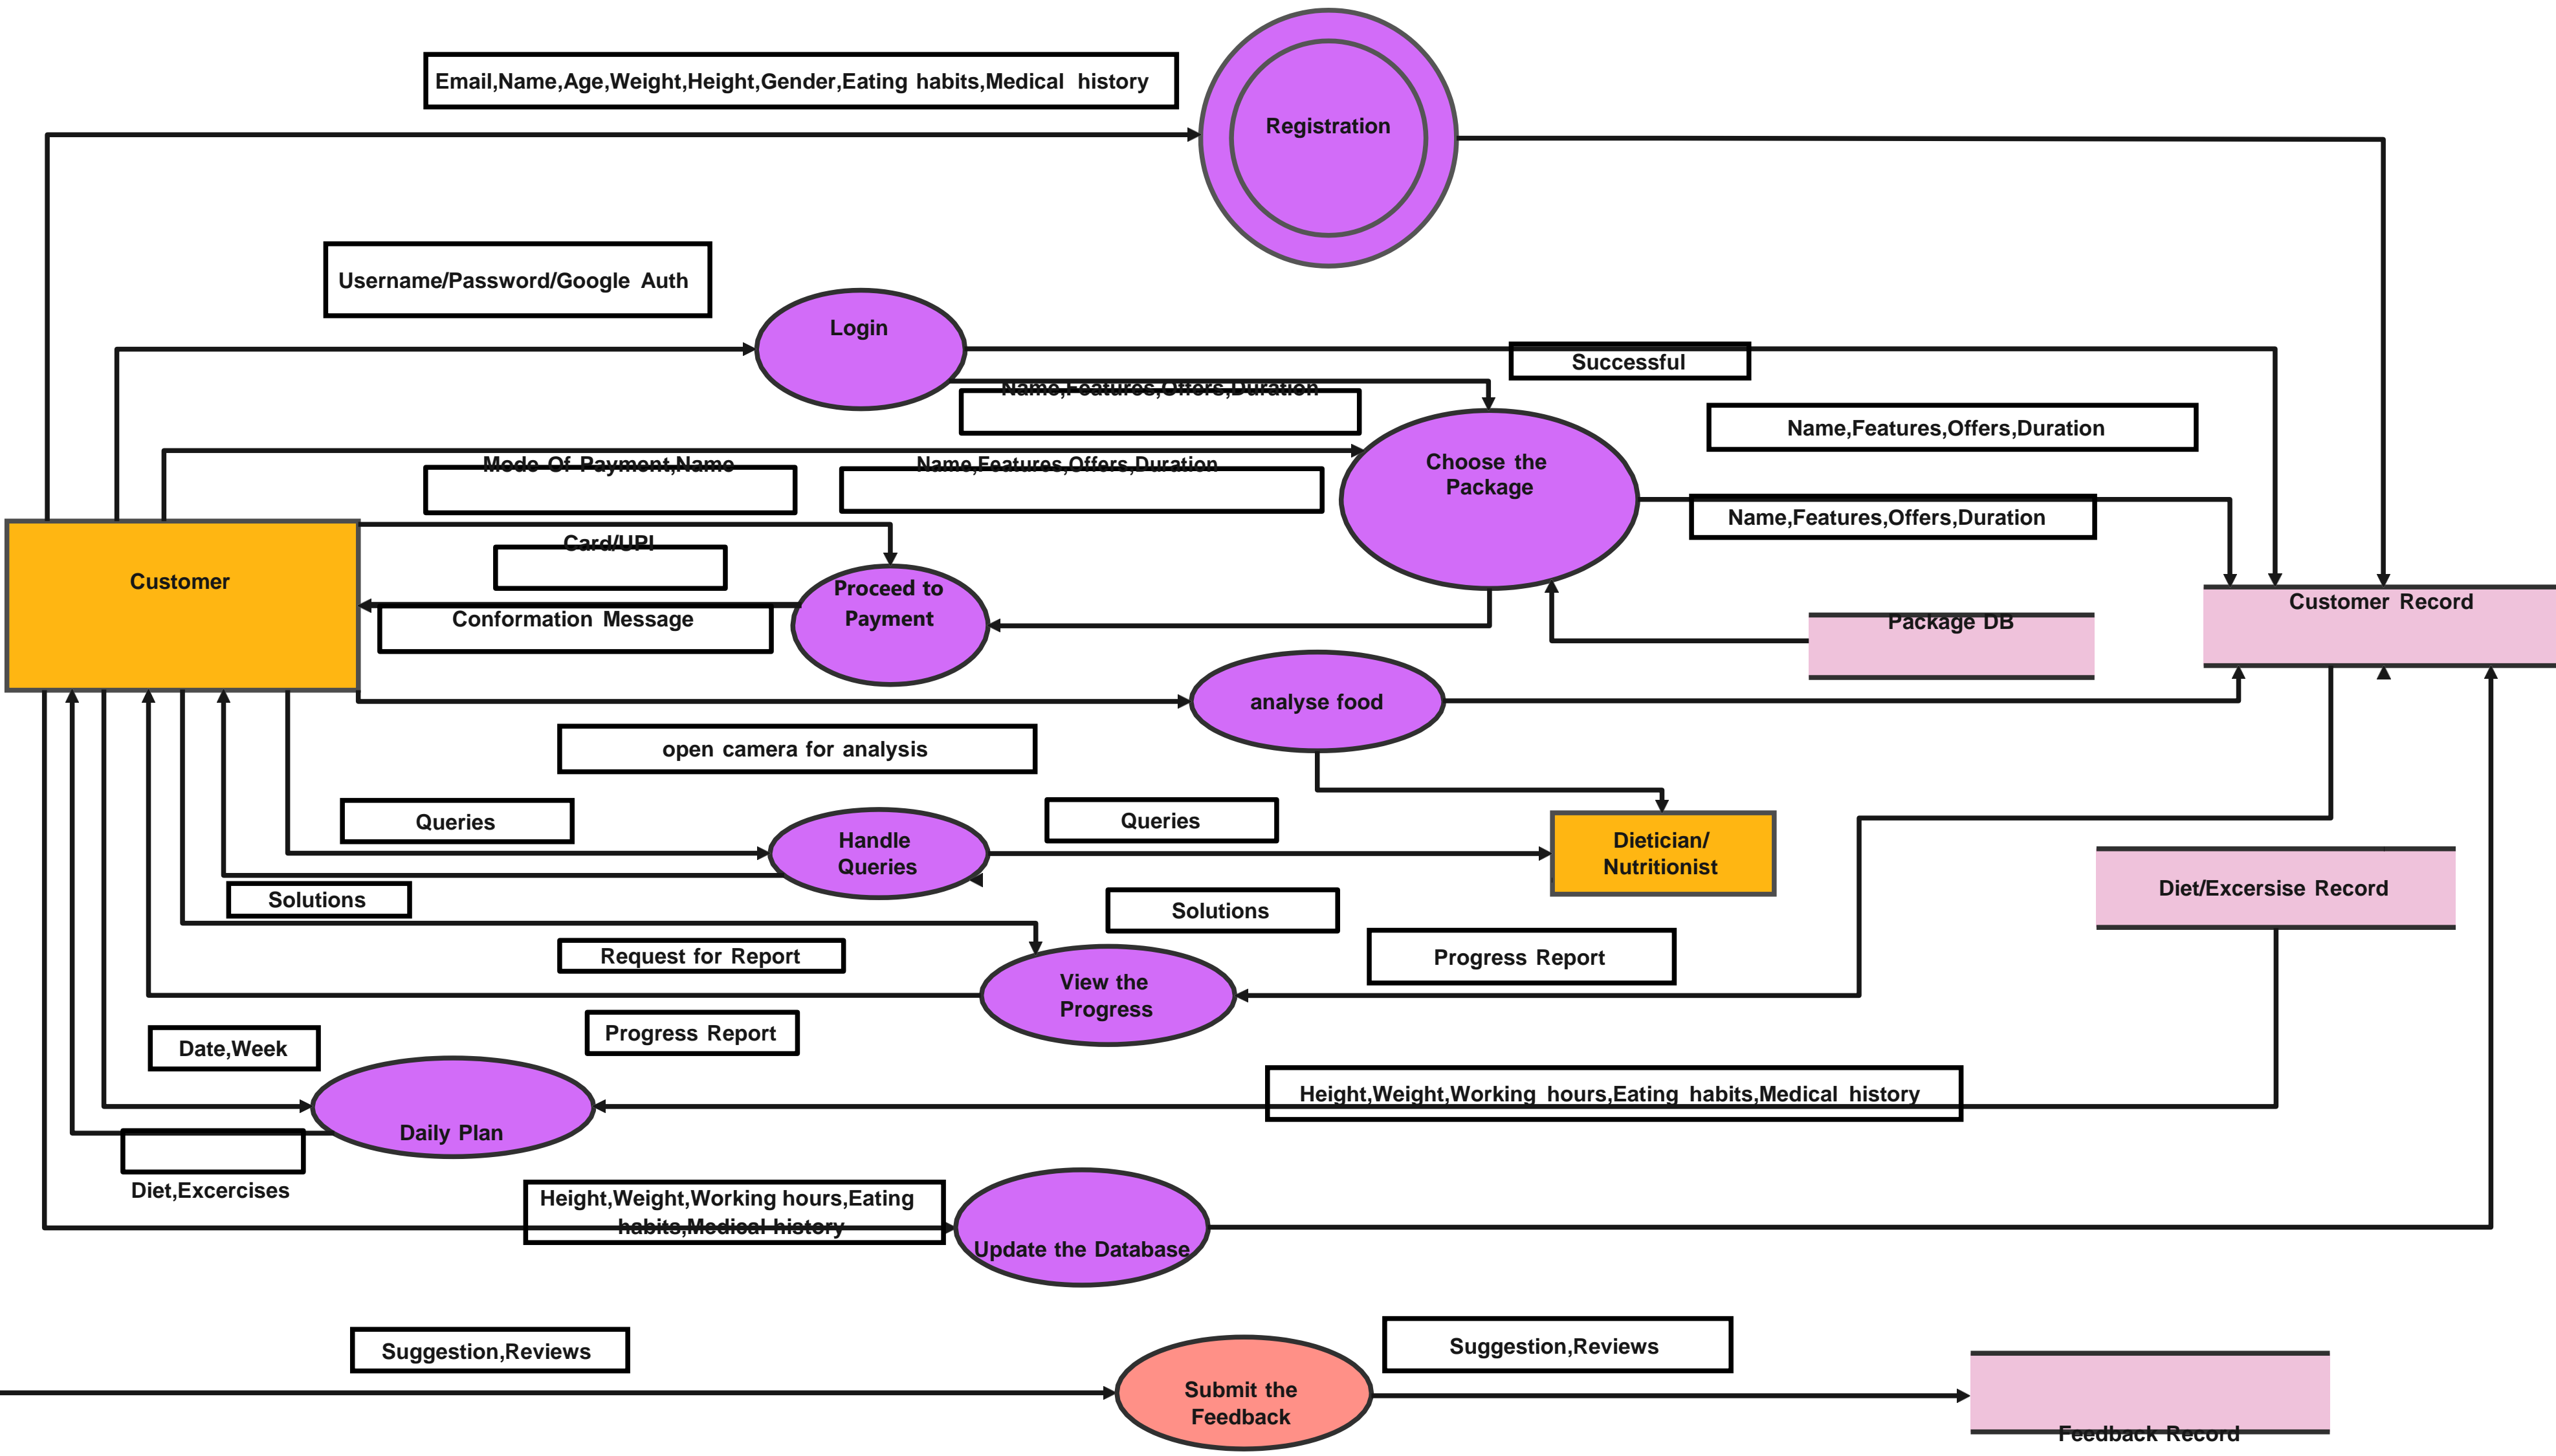 Email,Name,Age,Weight,Height,Gender,Eating habits,Medical history
Registration
Username/Password/Google Auth
Login
Successful
Name,Features,Offers,Duration
Name,Features,Offers,Duration
Mode Of Payment,Name
Name,Features,Offers,Duration
Choose the
Package
Name,Features,Offers,Duration
Card/UPI
Customer
Proceed to
Payment
Conformation Message
Package DB
Customer Record
analyse food
open camera for analysis
Queries
Queries
Handle
Queries
Dietician/
Nutritionist
Diet/Excersise Record
Solutions
Solutions
Request for Report
Progress Report
View the
Progress
Progress Report
Date,Week
Height,Weight,Working hours,Eating habits,Medical history
Daily Plan
Diet,Excercises
Height,Weight,Working hours,Eating
habits,Medical history
Update the Database
Suggestion,Reviews
Suggestion,Reviews
Submit the
Feedback
Feedback Record